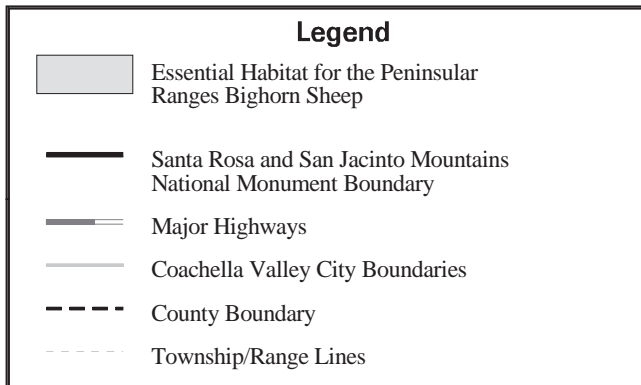 Legend
Essential Habitat for the Peninsular
Ranges Bighorn Sheep
Santa Rosa and San Jacinto Mountains
National Monument Boundary
Major Highways
Coachella Valley City Boundaries
County Boundary
Township/Range Lines